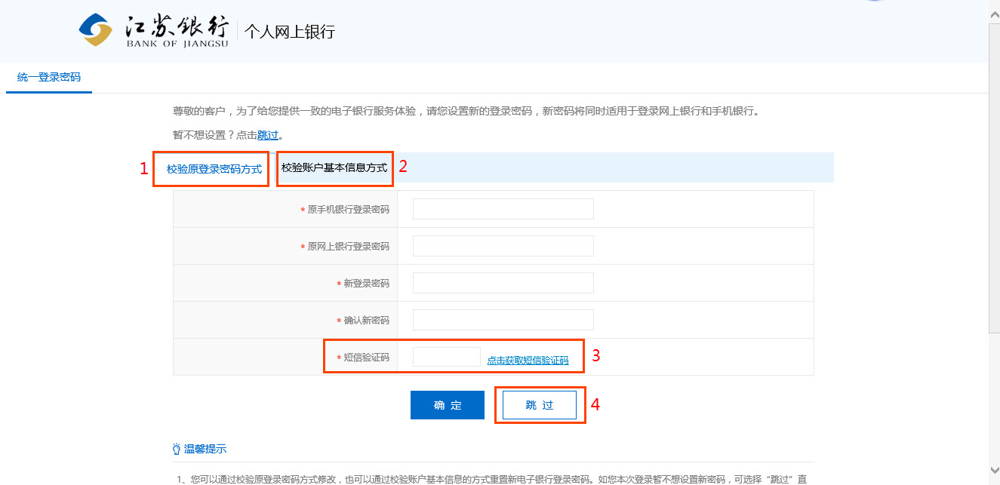 江苏银行
BANK OF JIANGSU
个人网上银行
统一登录密码
尊敬的客户，为了给您提供一致的电子银行服务体验，请您设置新的登录密码，新密码将同时适用于登录网上银行和手机银行。
暂不想设置？点击跳过。
1 校验原登录密码方式 校验账户基本信息方式 2
* 原手机银行登录密码
* 原网上银行登录密码
* 新登录密码
* 确认新密码
* 短信验证码 点击获取短信验证码 3
确 定 跳 过 4
温馨提示
1、您可以通过校验原登录密码方式修改，也可以通过校验账户基本信息的方式重置新电子银行登录密码。如您本次登录暂不想设置新密码，可选择“跳过”直